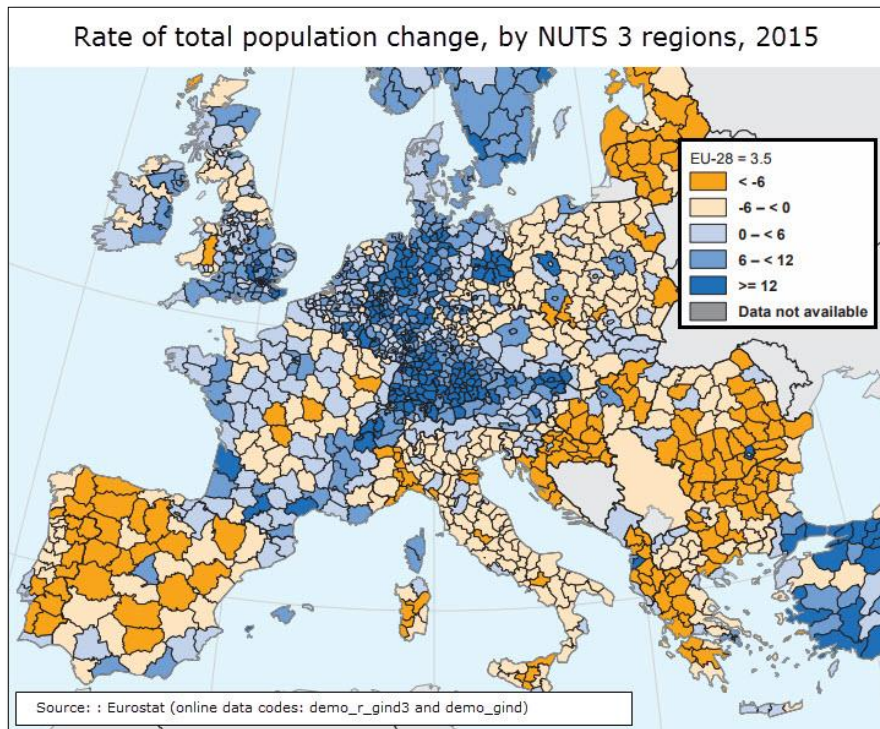 Rate of total population change, by NUTS 3 regions, 2015
EU-28 = 3.5
< -6
-6 – < 0
0 – < 6
6 – < 12
>= 12
Data not available
Source: : Eurostat (online data codes: demo_r_gind3 and demo_gind)